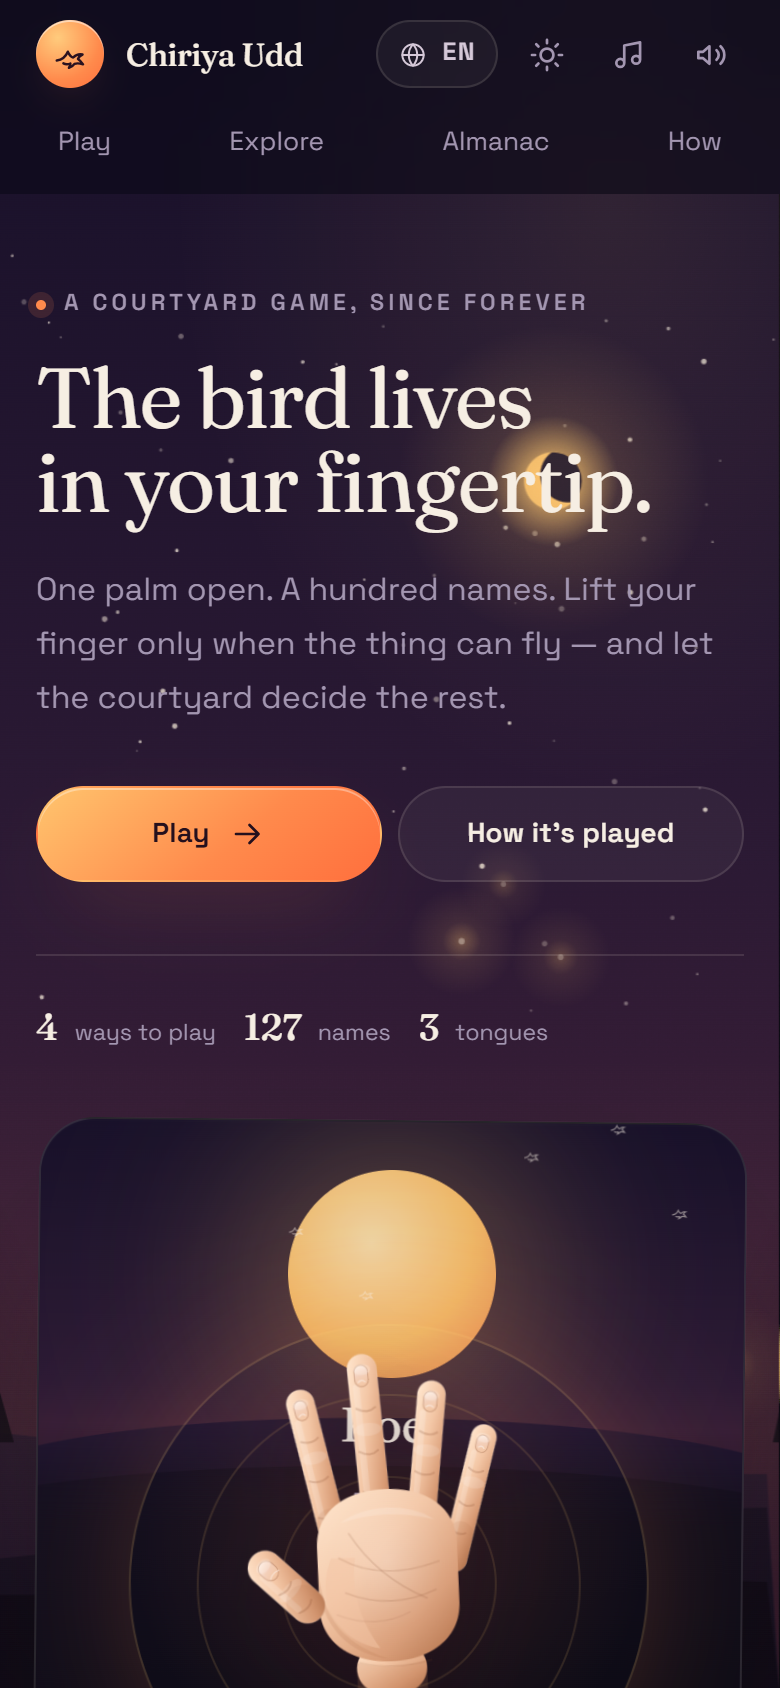 Chiriya Udd
EN
Play
Explore
Almanac
How
A COURTYARD GAME, SINCE FOREVER
The bird lives
in your fingertip.
One palm open. A hundred names. Lift your
finger only when the thing can fly — and let
the courtyard decide the rest.
Play →
How it's played
4 ways to play 127 names 3 tongues